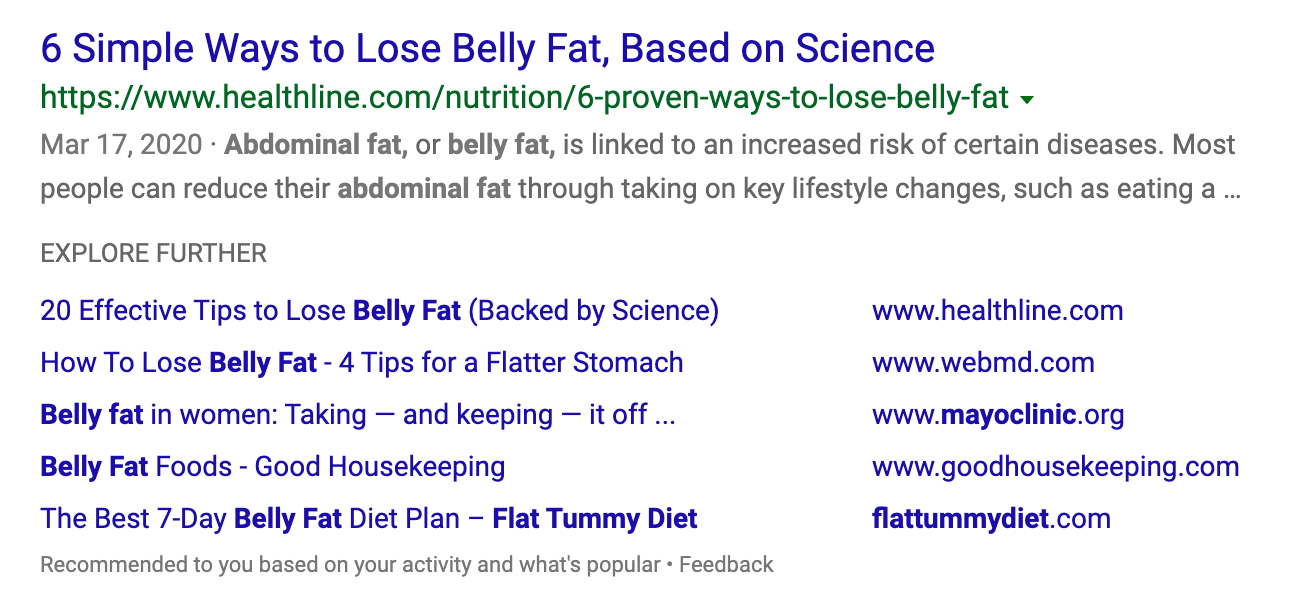 6 Simple Ways to Lose Belly Fat, Based on Science
https://www.healthline.com/nutrition/6-proven-ways-to-lose-belly-fat
Mar 17, 2020 · Abdominal fat, or belly fat, is linked to an increased risk of certain diseases. Most
people can reduce their abdominal fat through taking on key lifestyle changes, such as eating a ...
EXPLORE FURTHER
20 Effective Tips to Lose Belly Fat (Backed by Science) www.healthline.com
How To Lose Belly Fat - 4 Tips for a Flatter Stomach www.webmd.com
Belly fat in women: Taking — and keeping — it off ... www.mayoclinic.org
Belly Fat Foods - Good Housekeeping www.goodhousekeeping.com
The Best 7-Day Belly Fat Diet Plan – Flat Tummy Diet flattummydiet.com
Recommended to you based on your activity and what's popular • Feedback